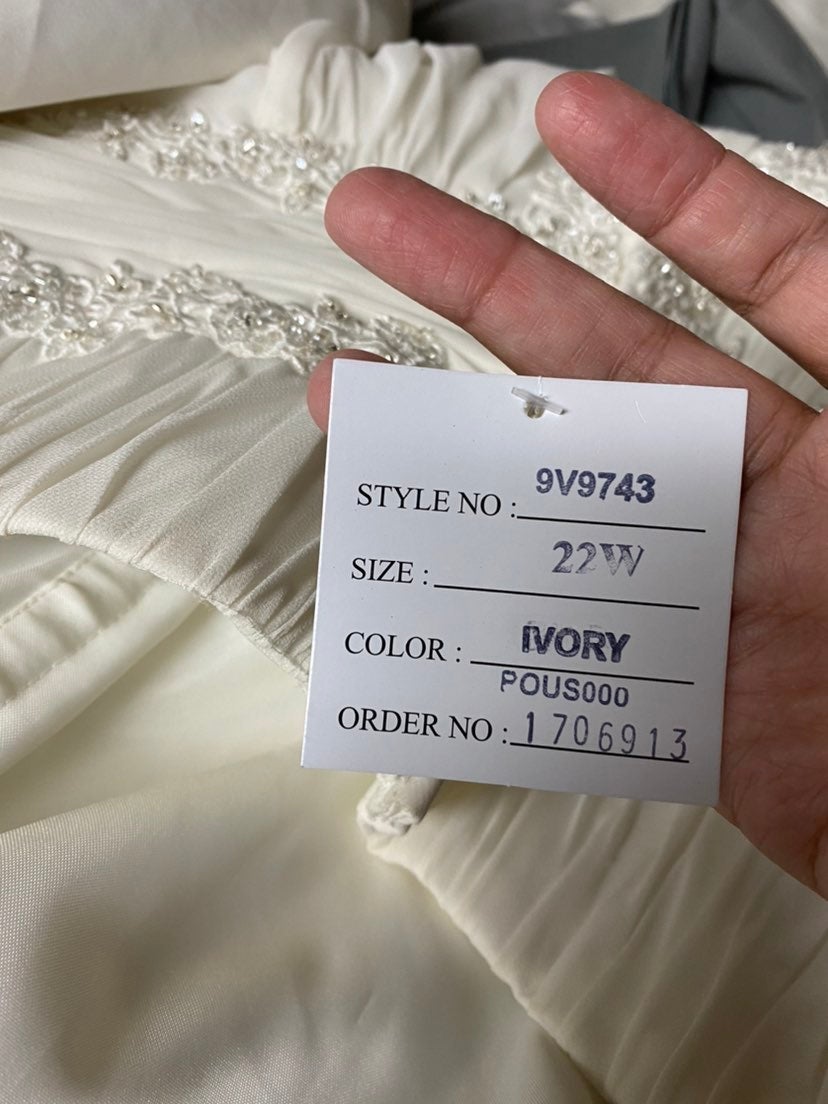 STYLE NO : 9V9743
SIZE : 22W
COLOR : IVORY
POUS000
ORDER NO : 1706913